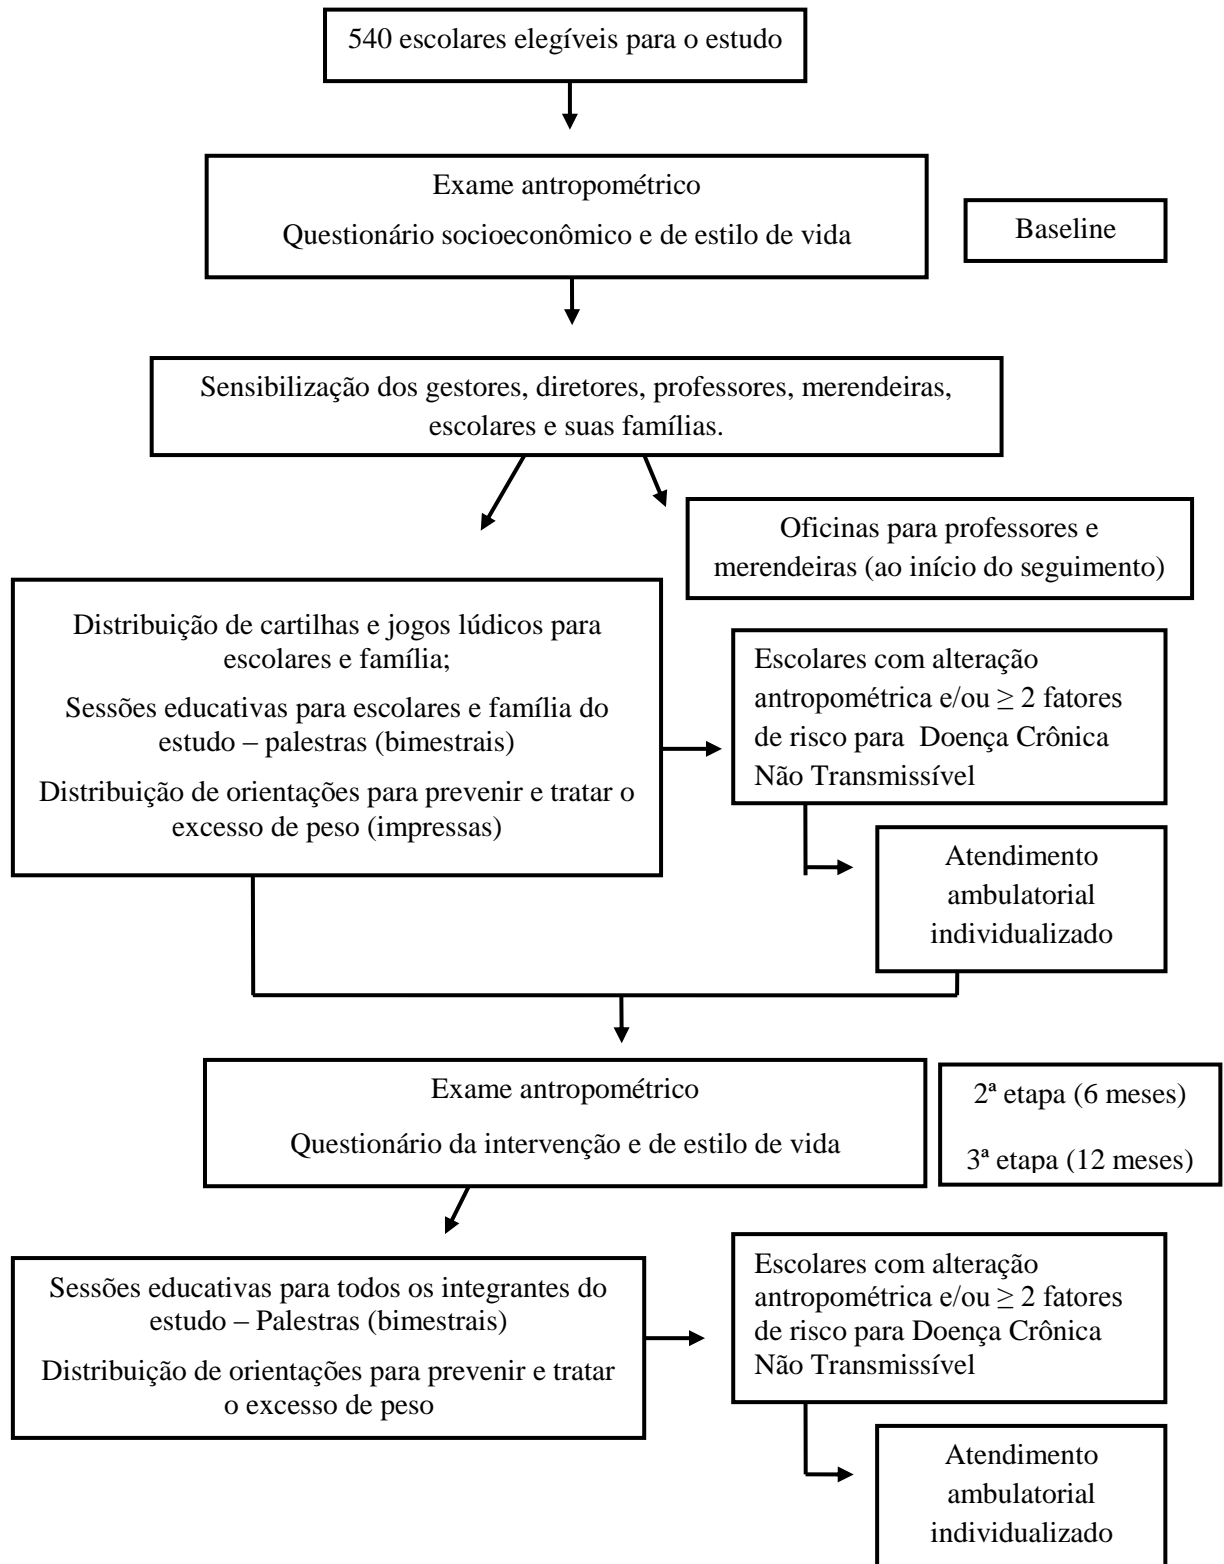 540 escolares elegíveis para o estudo
Exame antropométrico
Questionário socioeconômico e de estilo de vida
Baseline
Sensibilização dos gestores, diretores, professores, merendeiras,
escolares e suas famílias.
Oficinas para professores e
merendeiras (ao início do seguimento)
Distribuição de cartilhas e jogos lúdicos para
escolares e família;
Sessões educativas para escolares e família do
estudo – palestras (bimestrais)
Distribuição de orientações para prevenir e tratar o
excesso de peso (impressas)
Escolares com alteração
antropométrica e/ou ≥ 2 fatores
de risco para Doença Crônica
Não Transmissível
Atendimento
ambulatorial
individualizado
Exame antropométrico
Questionário da intervenção e de estilo de vida
2ª etapa (6 meses)
3ª etapa (12 meses)
Sessões educativas para todos os integrantes do
estudo – Palestras (bimestrais)
Distribuição de orientações para prevenir e tratar
o excesso de peso
Escolares com alteração
antropométrica e/ou ≥ 2 fatores
de risco para Doença Crônica
Não Transmissível
Atendimento
ambulatorial
individualizado